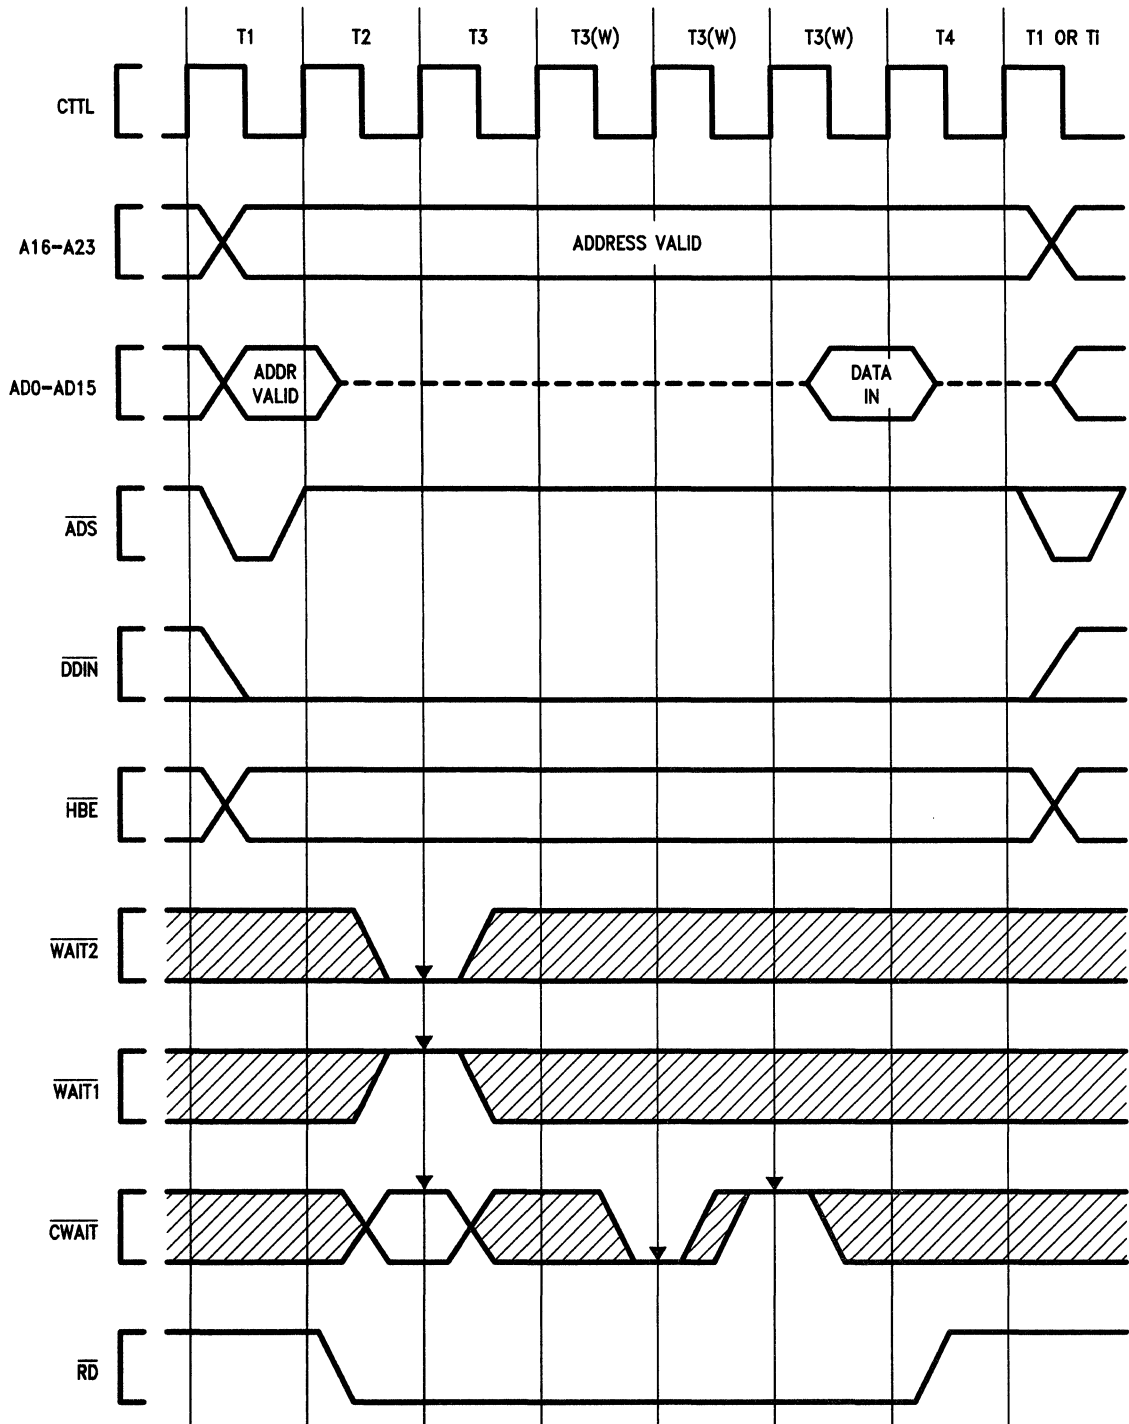 T1 T2 T3 T3(W) T3(W) T3(W) T4 T1 OR Ti
CTTL
A16-A23 ADDRESS VALID
AD0-AD15 ADDR VALID DATA IN
ADS
DDIN
HBE
WAIT2
WAIT1
CWAIT
RD